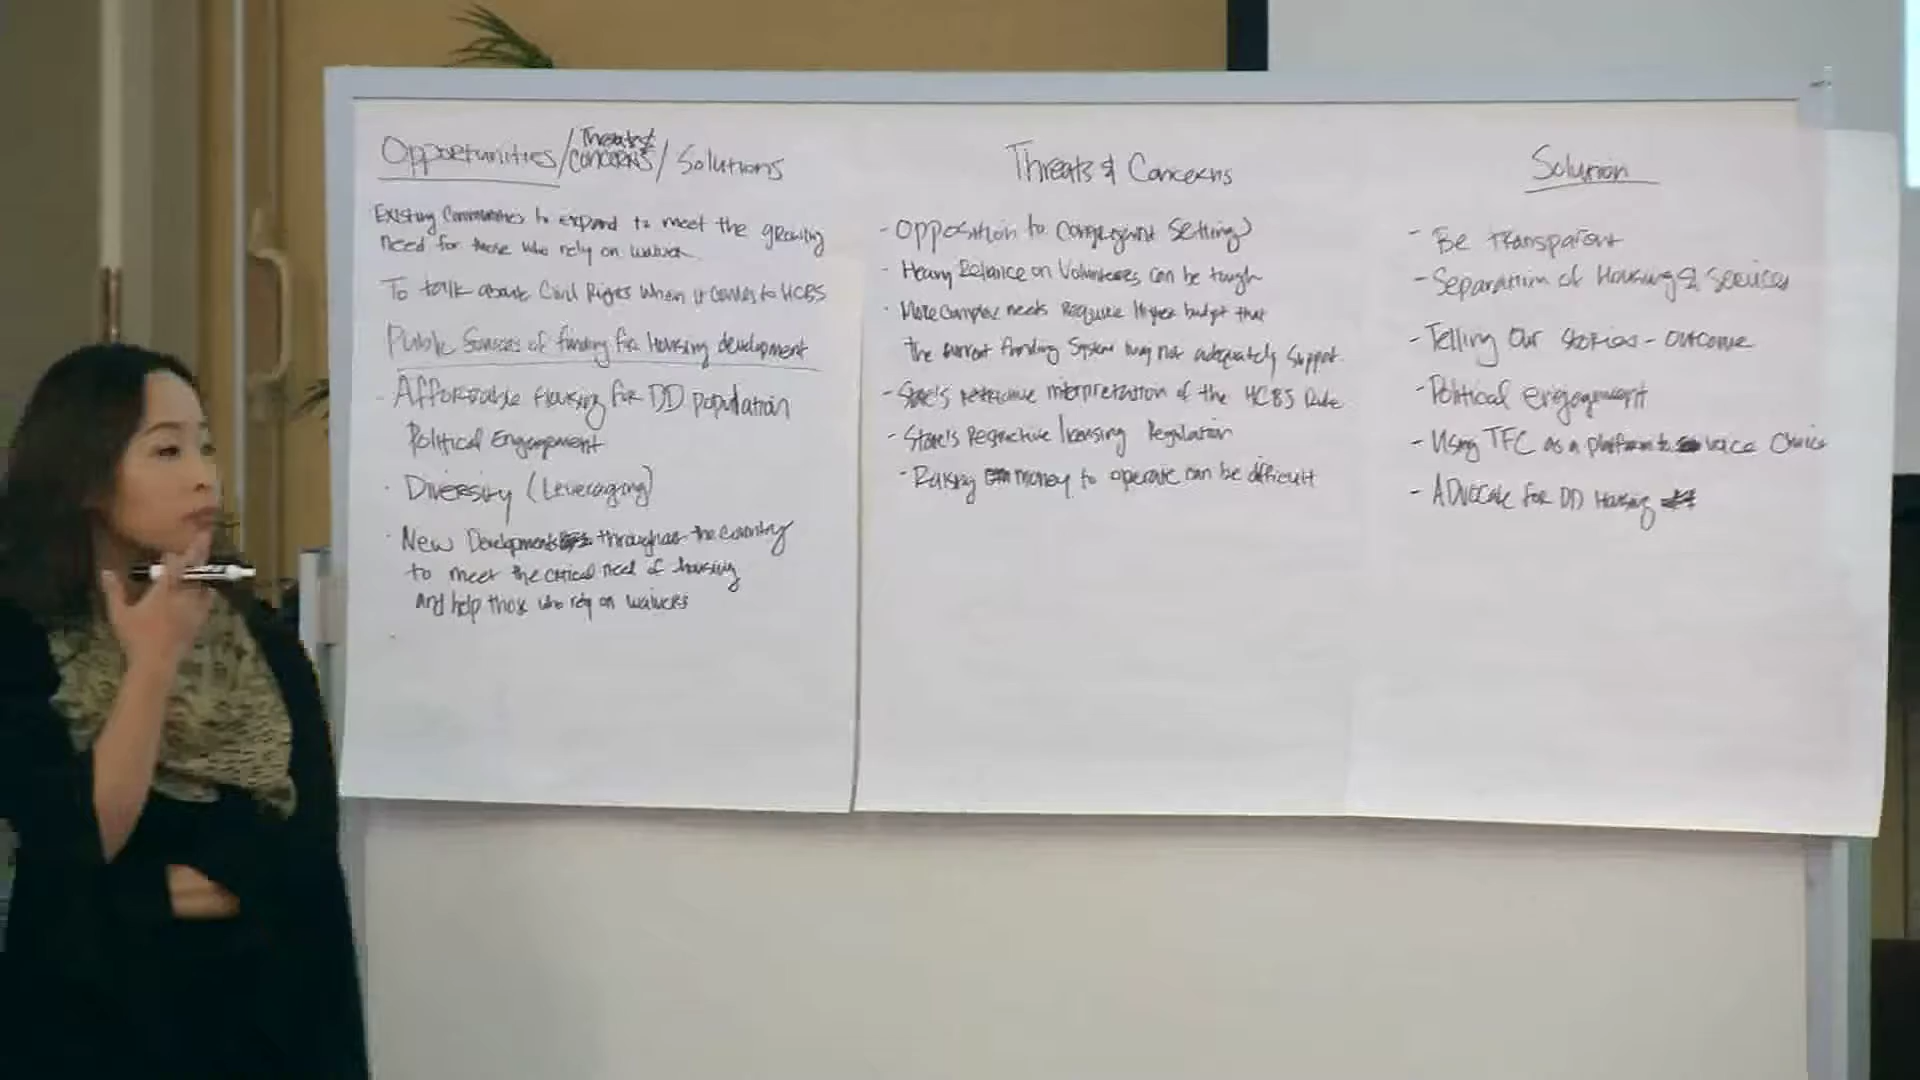 Opportunities / Threats & Concerns / Solutions
Existing Communities to expand to meet the growing
need for those who rely on waiver
To talk about Civil Rights when it comes to HCBS
Public Sources of funding for Housing development
- Affordable Housing for DD population
Political Engagement
· Diversity (Leveraging)
· New Development throughout the country
to meet the critical need of housing
and help those who rely on waivers
Threats & Concerns
- Opposition to Congregant Settings
- Heavy Reliance on Volunteers can be tough
· More complex needs Require Higher budget that
the current funding System may not adequately support
- State's restrictive interpretation of the HCBS Rule
- State's Restrictive licensing Regulation
- Raising money to operate can be difficult
Solution
- Be transparent
- Separation of Housing & Services
- Telling Our Stories - outcome
- Political engagement
- Using TFC as a platform to voice Choice
- Advocate for DD Housing